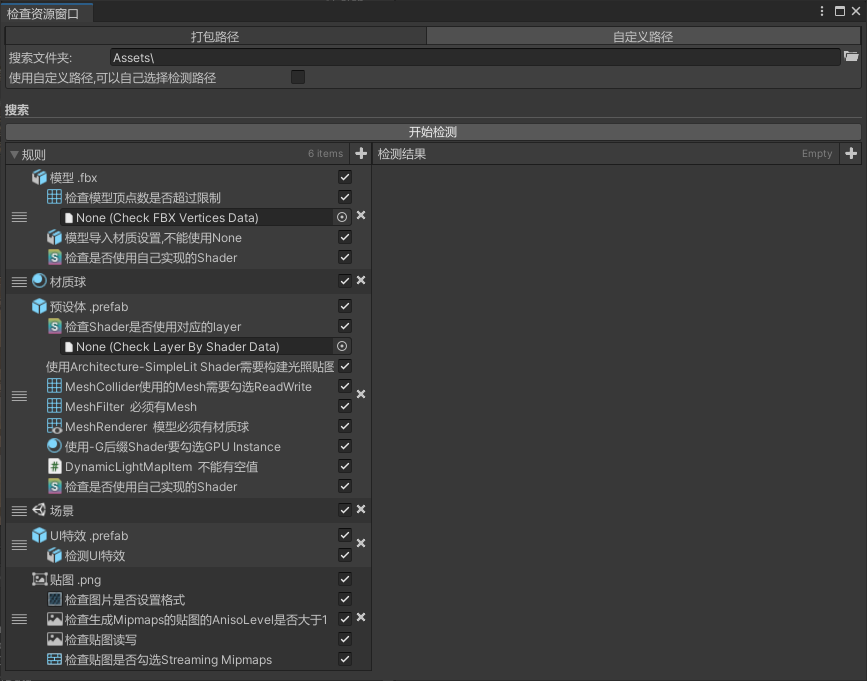 检查资源窗口
打包路径 自定义路径
搜索文件夹: Assets\
使用自定义路径,可以自己选择检测路径
搜索
开始检测
规则 6 items 检测结果 Empty
模型 .fbx
检查模型顶点数是否超过限制
None (Check FBX Vertices Data)
模型导入材质设置,不能使用None
检查是否使用自己实现的Shader
材质球
预设体 .prefab
检查Shader是否使用对应的layer
None (Check Layer By Shader Data)
使用Architecture-SimpleLit Shader需要构建光照贴图
MeshCollider使用的Mesh需要勾选ReadWrite
MeshFilter 必须有Mesh
MeshRenderer 模型必须有材质球
使用-G后缀Shader要勾选GPU Instance
DynamicLightMapItem 不能有空值
检查是否使用自己实现的Shader
场景
UI特效 .prefab
检测UI特效
贴图 .png
检查图片是否设置格式
检查生成Mipmaps的贴图的AnisoLevel是否大于1
检查贴图读写
检查贴图是否勾选Streaming Mipmaps